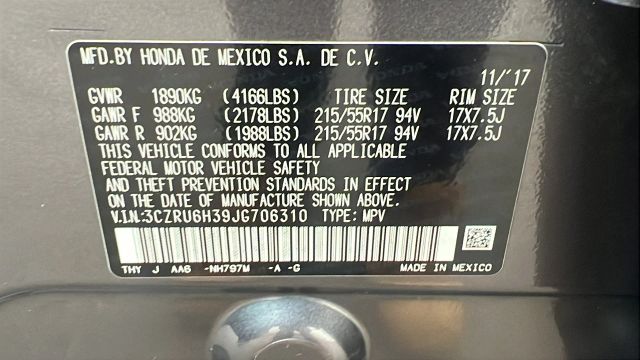 MFD. BY HONDA DE MEXICO S.A. DE C.V.
11/'17
GVWR 1890KG (4166LBS) TIRE SIZE RIM SIZE
GAWR F 988KG (2178LBS) 215/55R17 94V 17X7.5J
GAWR R 902KG (1988LBS) 215/55R17 94V 17X7.5J
THIS VEHICLE CONFORMS TO ALL APPLICABLE
FEDERAL MOTOR VEHICLE SAFETY
AND THEFT PREVENTION STANDARDS IN EFFECT
ON THE DATE OF MANUFACTURE SHOWN ABOVE.
V.I.N:3CZRU6H39JG706310 TYPE: MPV
THY J AA6 -NH797M -A -G MADE IN MEXICO